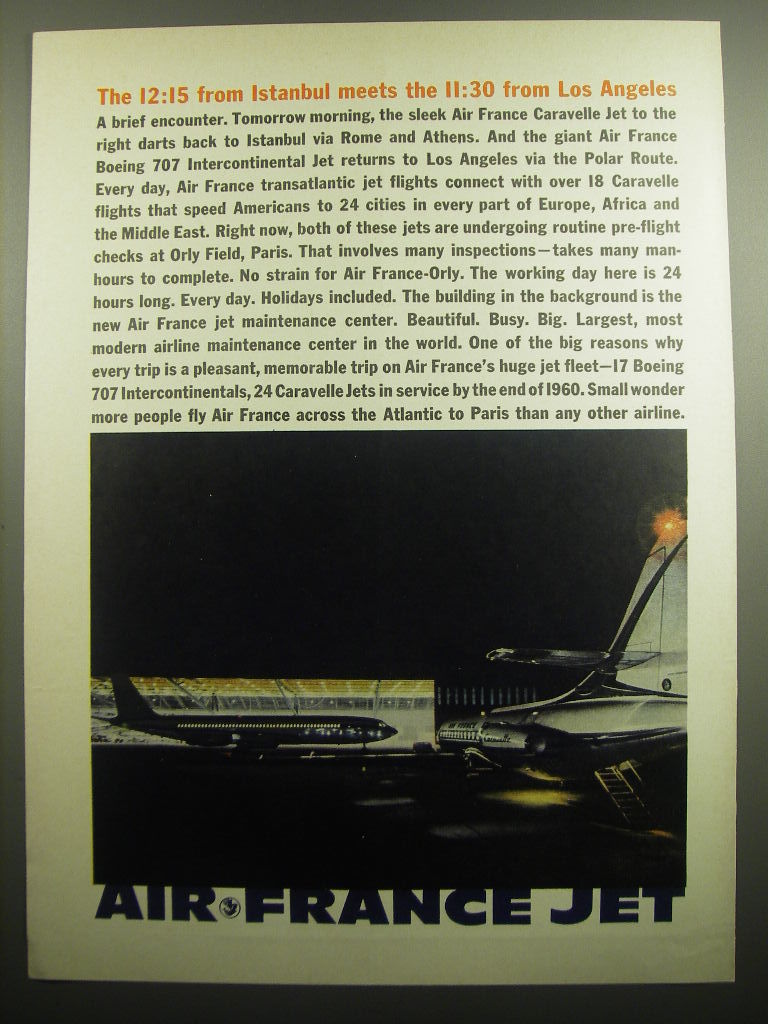 The 12:15 from Istanbul meets the 11:30 from Los Angeles
A brief encounter. Tomorrow morning, the sleek Air France Caravelle Jet to the
right darts back to Istanbul via Rome and Athens. And the giant Air France
Boeing 707 Intercontinental Jet returns to Los Angeles via the Polar Route.
Every day, Air France transatlantic jet flights connect with over 18 Caravelle
flights that speed Americans to 24 cities in every part of Europe, Africa and
the Middle East. Right now, both of these jets are undergoing routine pre-flight
checks at Orly Field, Paris. That involves many inspections—takes many man-
hours to complete. No strain for Air France-Orly. The working day here is 24
hours long. Every day. Holidays included. The building in the background is the
new Air France jet maintenance center. Beautiful. Busy. Big. Largest, most
modern airline maintenance center in the world. One of the big reasons why
every trip is a pleasant, memorable trip on Air France's huge jet fleet—17 Boeing
707 Intercontinentals, 24 Caravelle Jets in service by the end of 1960. Small wonder
more people fly Air France across the Atlantic to Paris than any other airline.
AIR FRANCE
Caravelle
AIR FRANCE JET